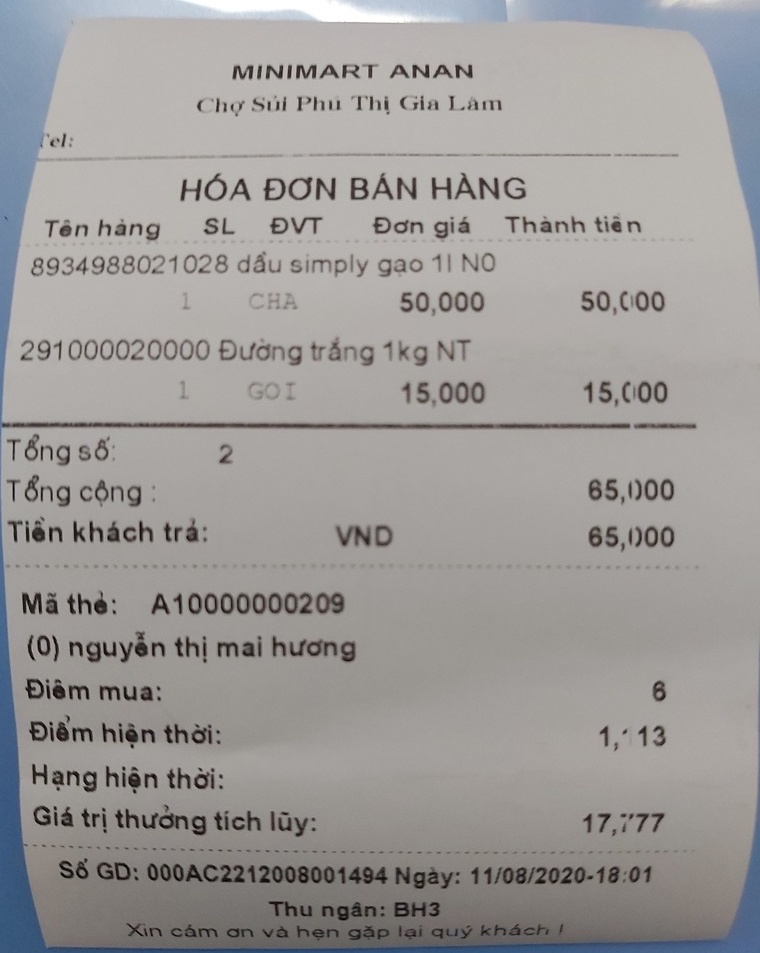 MINIMART ANAN
Chợ Sủi Phú Thị Gia Lâm
Tel:
HÓA ĐƠN BÁN HÀNG
Tên hàng SL ĐVT Đơn giá Thành tiền
8934988021028 dầu simply gạo 1l N0
1 CHA 50,000 50,000
291000020000 Đường trắng 1kg NT
1 GOI 15,000 15,000
Tổng số: 2
Tổng cộng : 65,000
Tiền khách trả: VND 65,000
Mã thẻ: A10000000209
(0) nguyễn thị mai hương
Điểm mua: 6
Điểm hiện thời: 1,113
Hạng hiện thời:
Giá trị thưởng tích lũy: 17,777
Số GD: 000AC2212008001494 Ngày: 11/08/2020-18:01
Thu ngân: BH3
Xin cảm ơn và hẹn gặp lại quý khách !